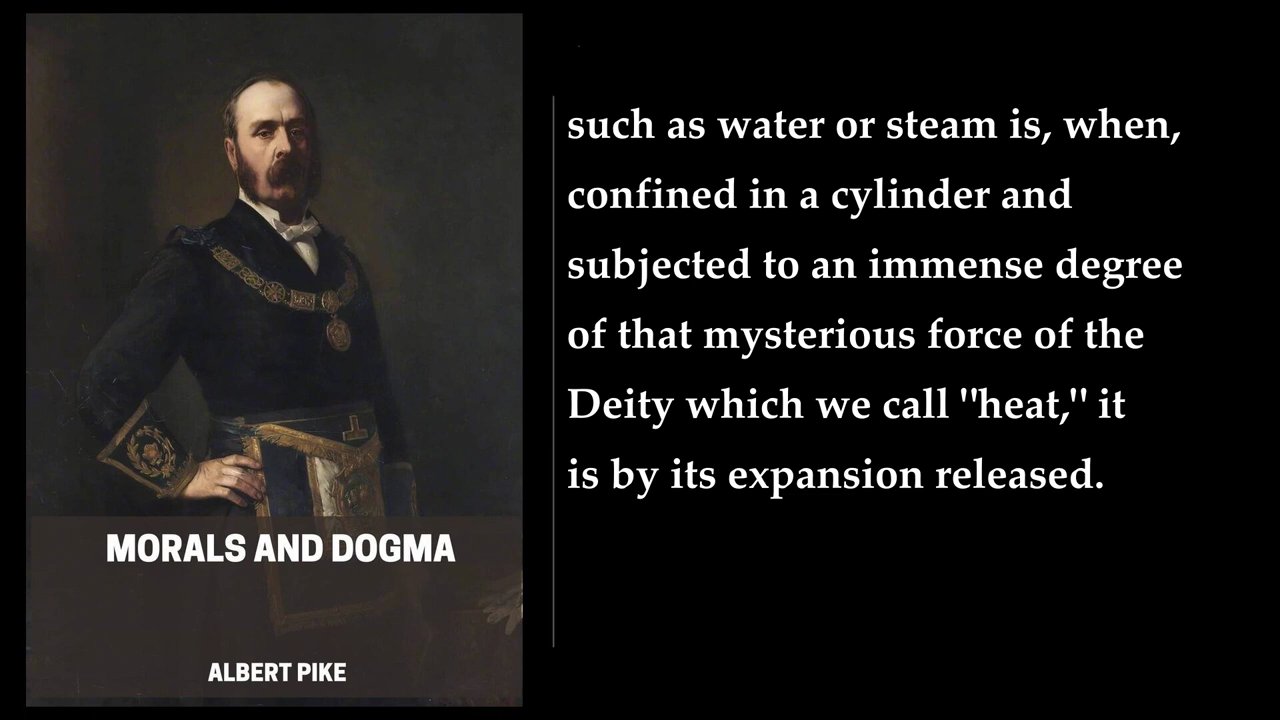 MORALS AND DOGMA
ALBERT PIKE
such as water or steam is, when,
confined in a cylinder and
subjected to an immense degree
of that mysterious force of the
Deity which we call "heat," it
is by its expansion released.